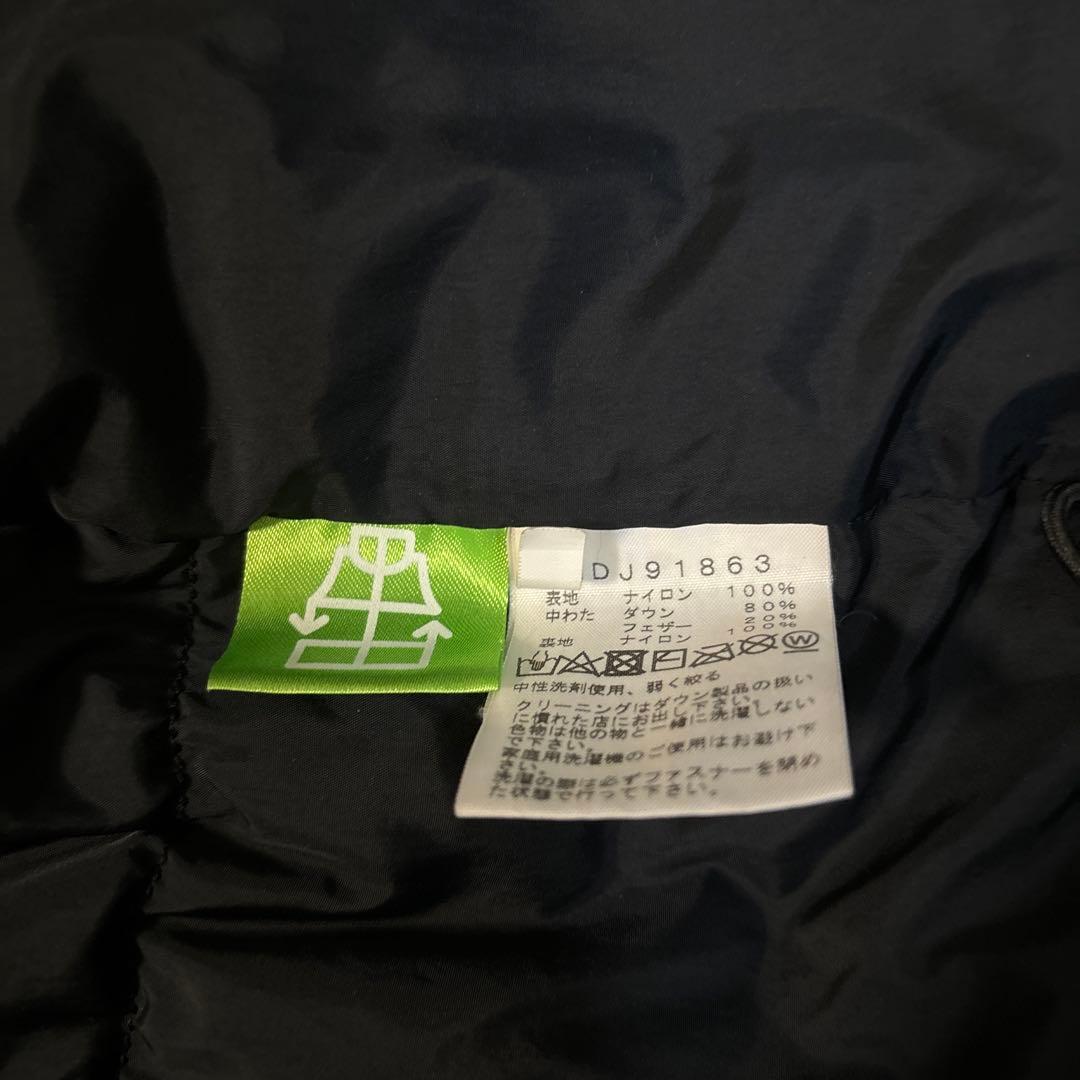 DJ91863
表地 ナイロン 100%
中わた ダウン 80%
フェザー 20%
裏地 ナイロン 100%
W
中性洗剤使用、弱く絞る
クリーニングはダウン製品の扱い
に慣れた店にお出し下さい。
色物は他の物と一緒に洗濯しない
で下さい。
家庭用洗濯機のご使用はお避け下
さい。
洗濯の際は必ずファスナーを閉め
た状態で行って下さい。